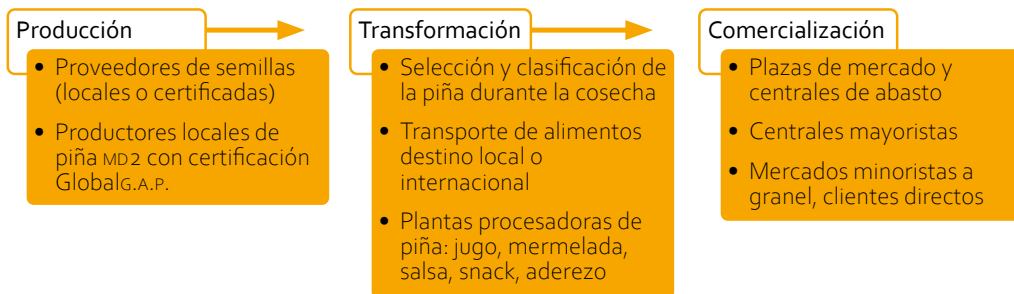 Producción
• Proveedores de semillas
(locales o certificadas)
• Productores locales de
piña MD2 con certificación
GlobalG.A.P.
Transformación
• Selección y clasificación de
la piña durante la cosecha
• Transporte de alimentos
destino local o
internacional
• Plantas procesadoras de
piña: jugo, mermelada,
salsa, snack, aderezo
Comercialización
• Plazas de mercado y
centrales de abasto
• Centrales mayoristas
• Mercados minoristas a
granel, clientes directos